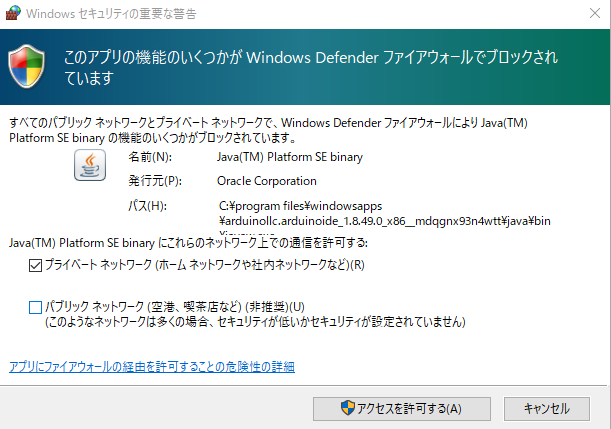 Windows セキュリティの重要な警告
このアプリの機能のいくつかが Windows Defender ファイアウォールでブロックされ
ています
すべてのパブリック ネットワークとプライベート ネットワークで、Windows Defender ファイアウォールにより Java(TM)
Platform SE binary の機能のいくつかがブロックされています。
名前(N): Java(TM) Platform SE binary
発行元(P): Oracle Corporation
パス(H): C:¥program files¥windowsapps
¥arduinollc.arduinoide_1.8.49.0_x86__mdqgnx93n4wtt¥java¥bin
Java(TM) Platform SE binary にこれらのネットワーク上での通信を許可する:
プライベート ネットワーク (ホーム ネットワークや社内ネットワークなど)(R)
パブリック ネットワーク (空港、喫茶店など) (非推奨)(U)
(このようなネットワークは多くの場合、セキュリティが低いかセキュリティが設定されていません)
アプリにファイアウォールの経由を許可することの危険性の詳細
アクセスを許可する(A) キャンセル